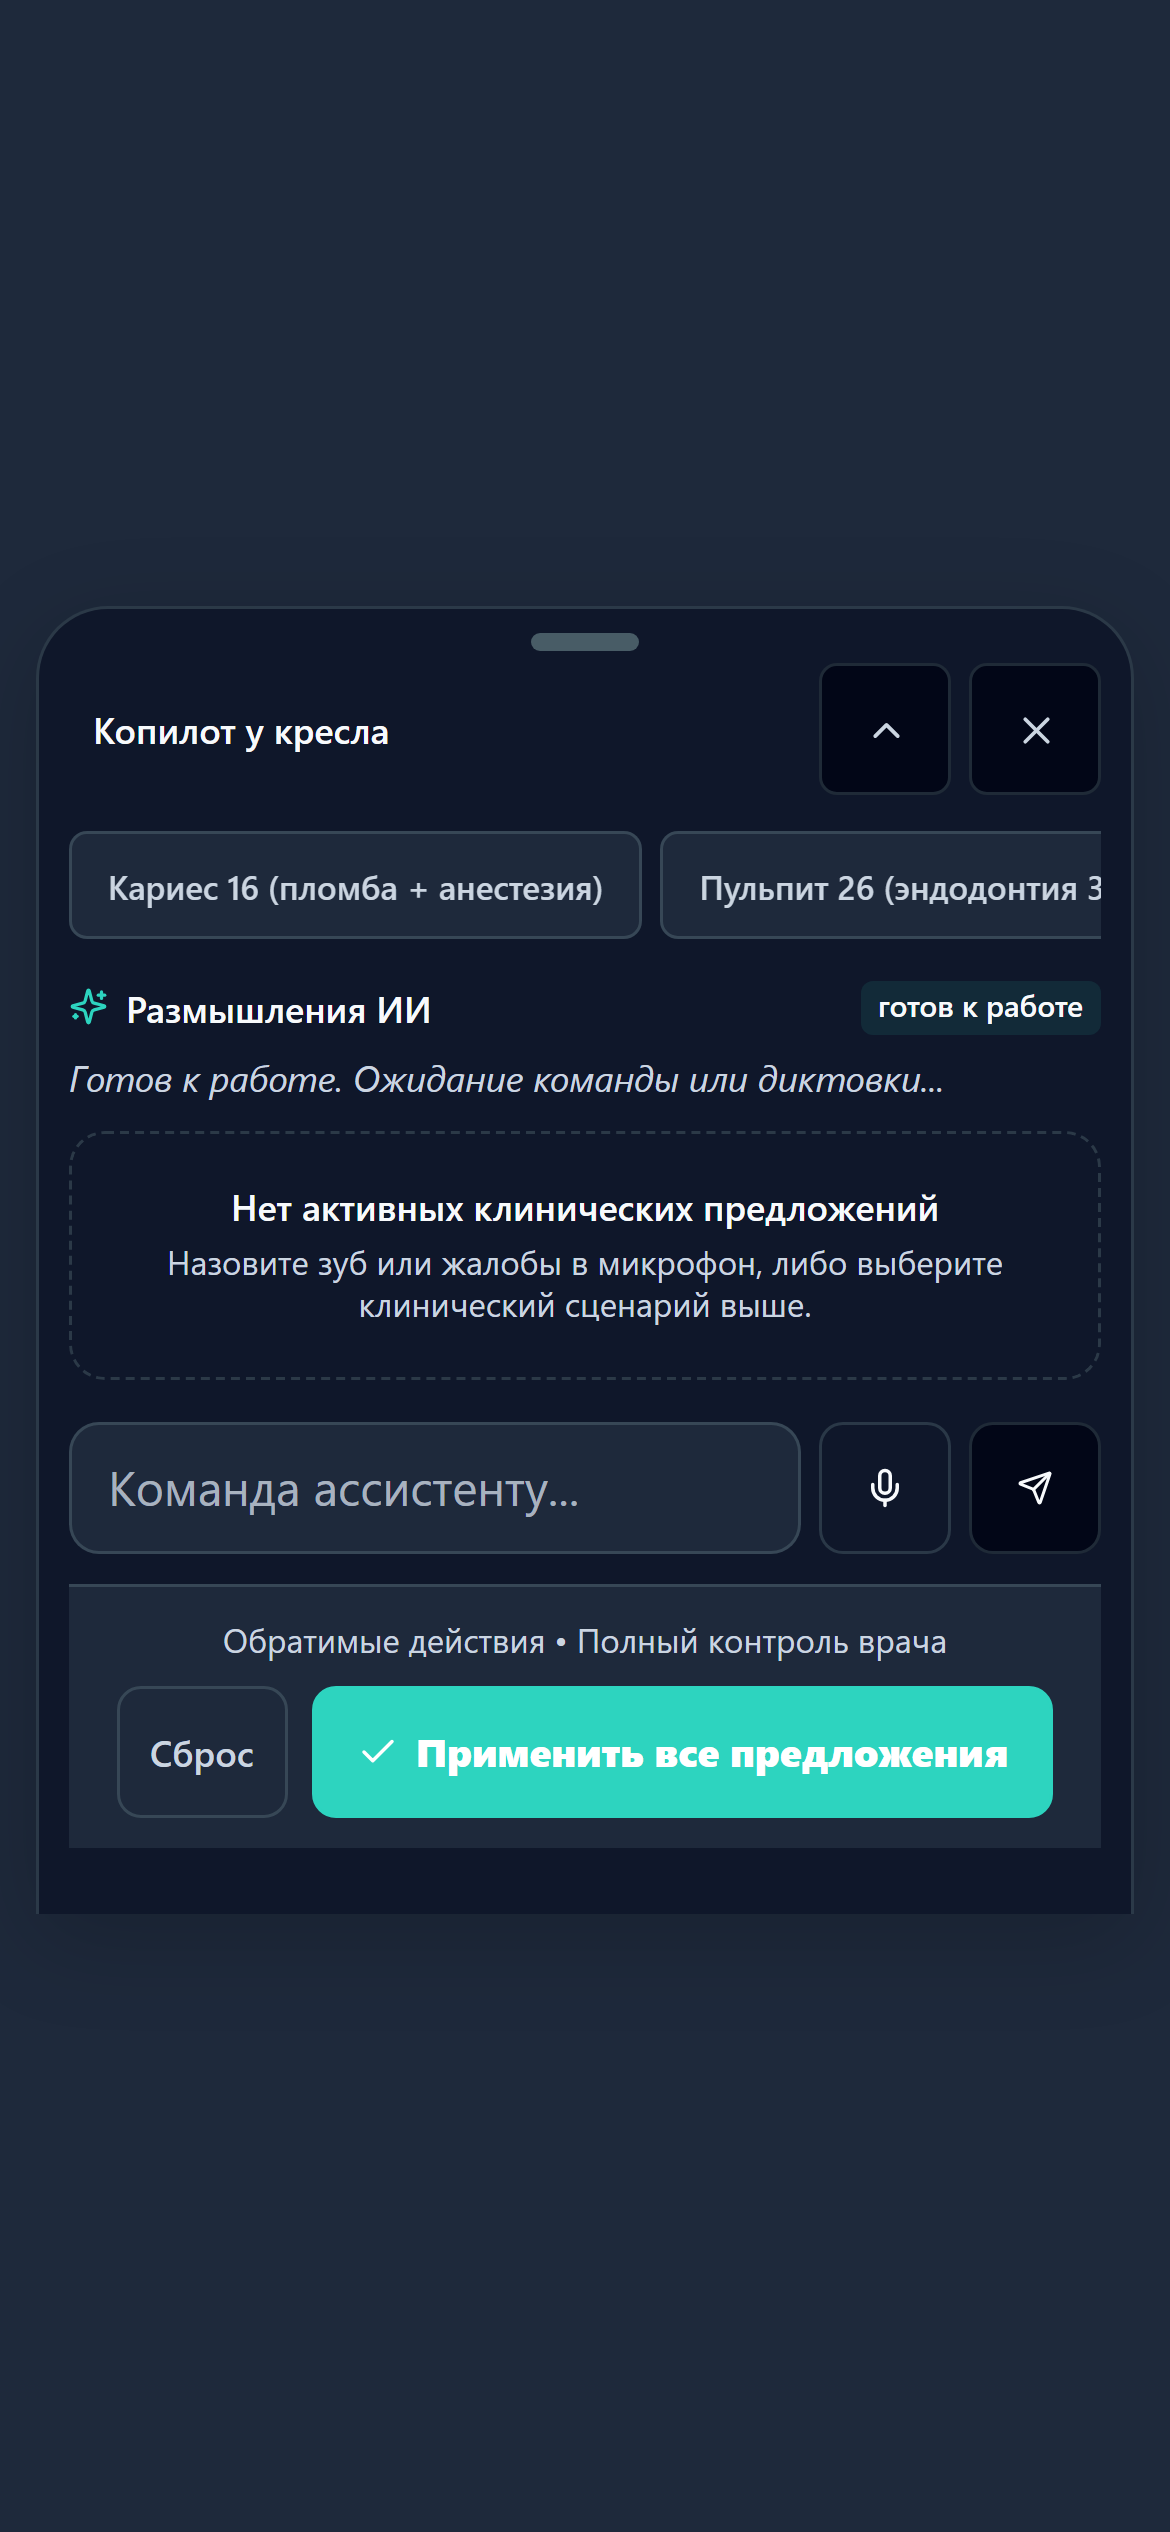 Копилот у кресла
Кариес 16 (пломба + анестезия)
Пульпит 26 (эндодонтия 3
Размышления ИИ
готов к работе
Готов к работе. Ожидание команды или диктовки...
Нет активных клинических предложений
Назовите зуб или жалобы в микрофон, либо выберите
клинический сценарий выше.
Команда ассистенту...
Обратимые действия • Полный контроль врача
Сброс
Применить все предложения